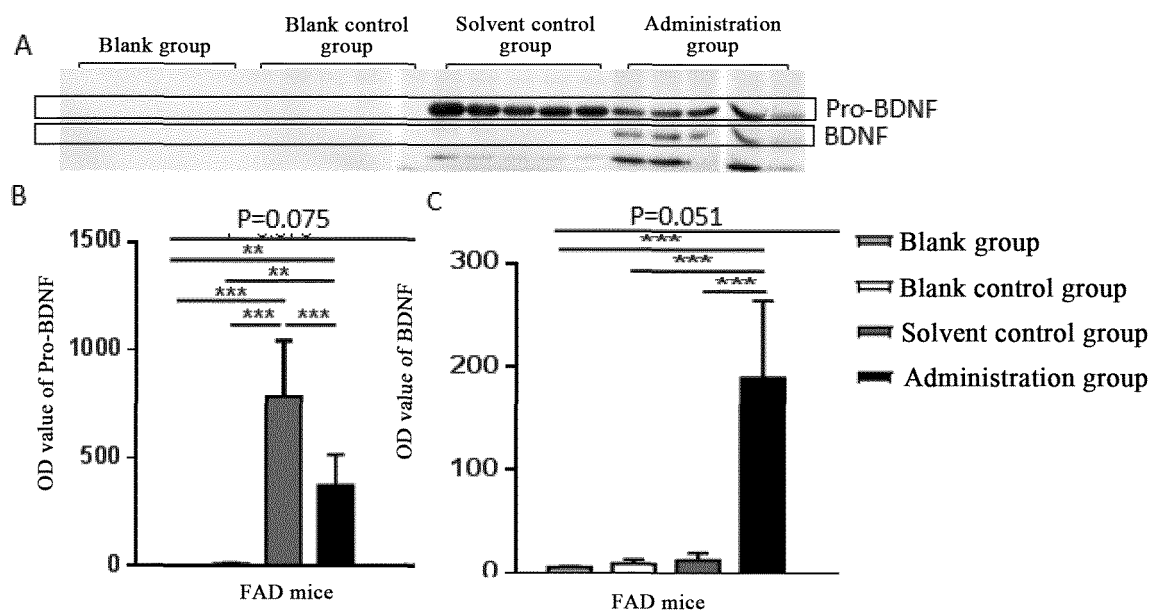 A
Blank group
Blank control
group
Solvent control
group
Administration
group
Pro-BDNF
BDNF
B
P=0.075
**
**
***
*** ***
1500
1000
500
0
OD value of Pro-BDNF
FAD mice
C
P=0.051
***
***
***
300
200
100
0
OD value of BDNF
FAD mice
Blank group
Blank control group
Solvent control group
Administration group